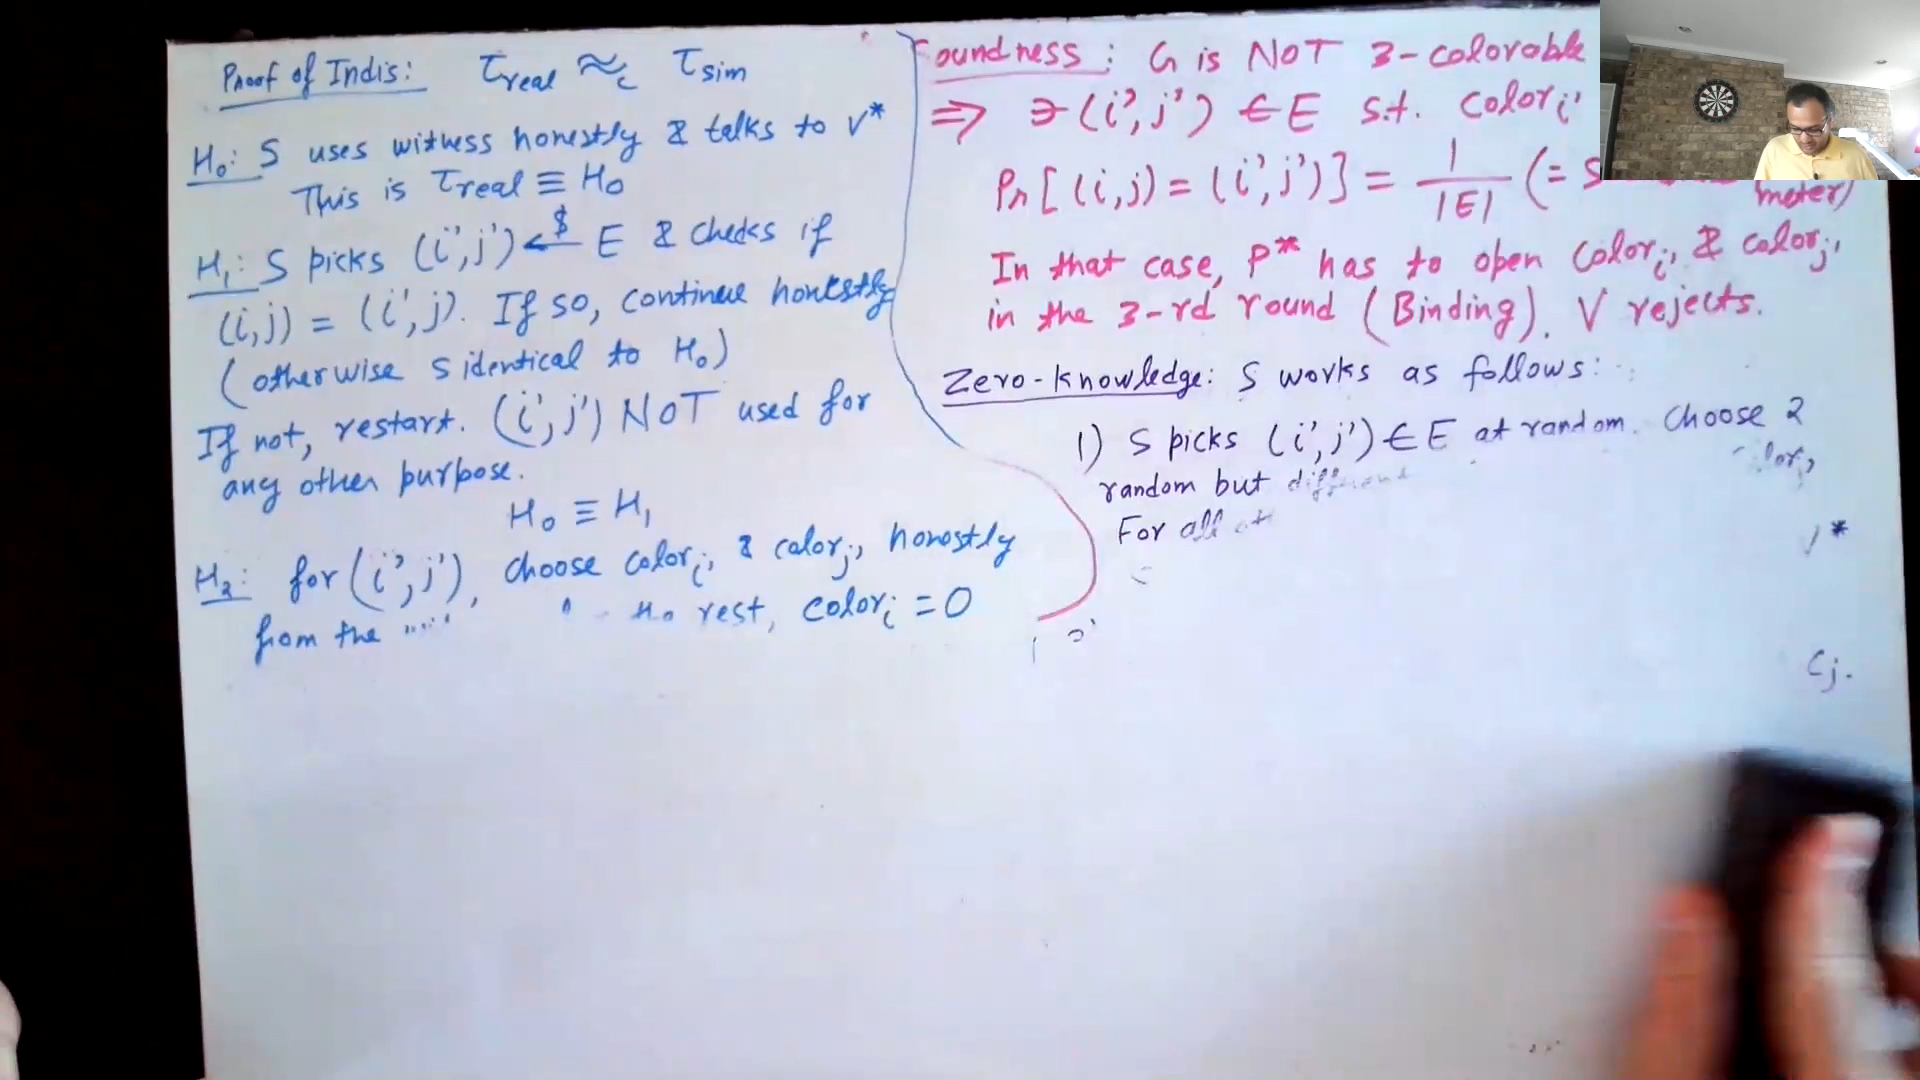 Proof of Indis: τreal ≈c τsim
H₀: S uses witness honestly & talks to V*
This is τreal ≡ H₀
H₁: S picks (i',j') <-$- E & checks if
(i,j) = (i',j'). If so, continue honestly
(otherwise S identical to H₀)
If not, restart. (i',j') NOT used for
any other purpose.
H₀ ≡ H₁
H₂: for (i',j'), choose colorᵢ' & colorⱼ' honestly
from the rest, colorᵢ = 0
oundness: G is NOT 3-colorable
⇒ ∃ (i',j') ∈ E s.t. colorᵢ'
Pr[(i,j) = (i',j')] = 1/|E| (= s
meter)
In that case, P* has to open colorᵢ' & colorⱼ'
in the 3-rd round (Binding). V rejects.
Zero-knowledge: S works as follows:
1) S picks (i',j') ∈ E at random. Choose 2
random but different
For all
V*
Cj.